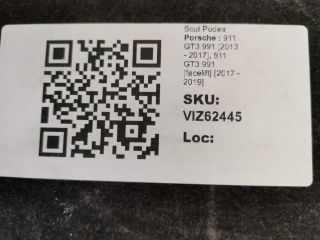 Scut Podea
Porsche : 911
GT3 991 [2013
- 2017], 911
GT3 991
[facelift] [2017 -
2019]
SKU:
VIZ62445
Loc: